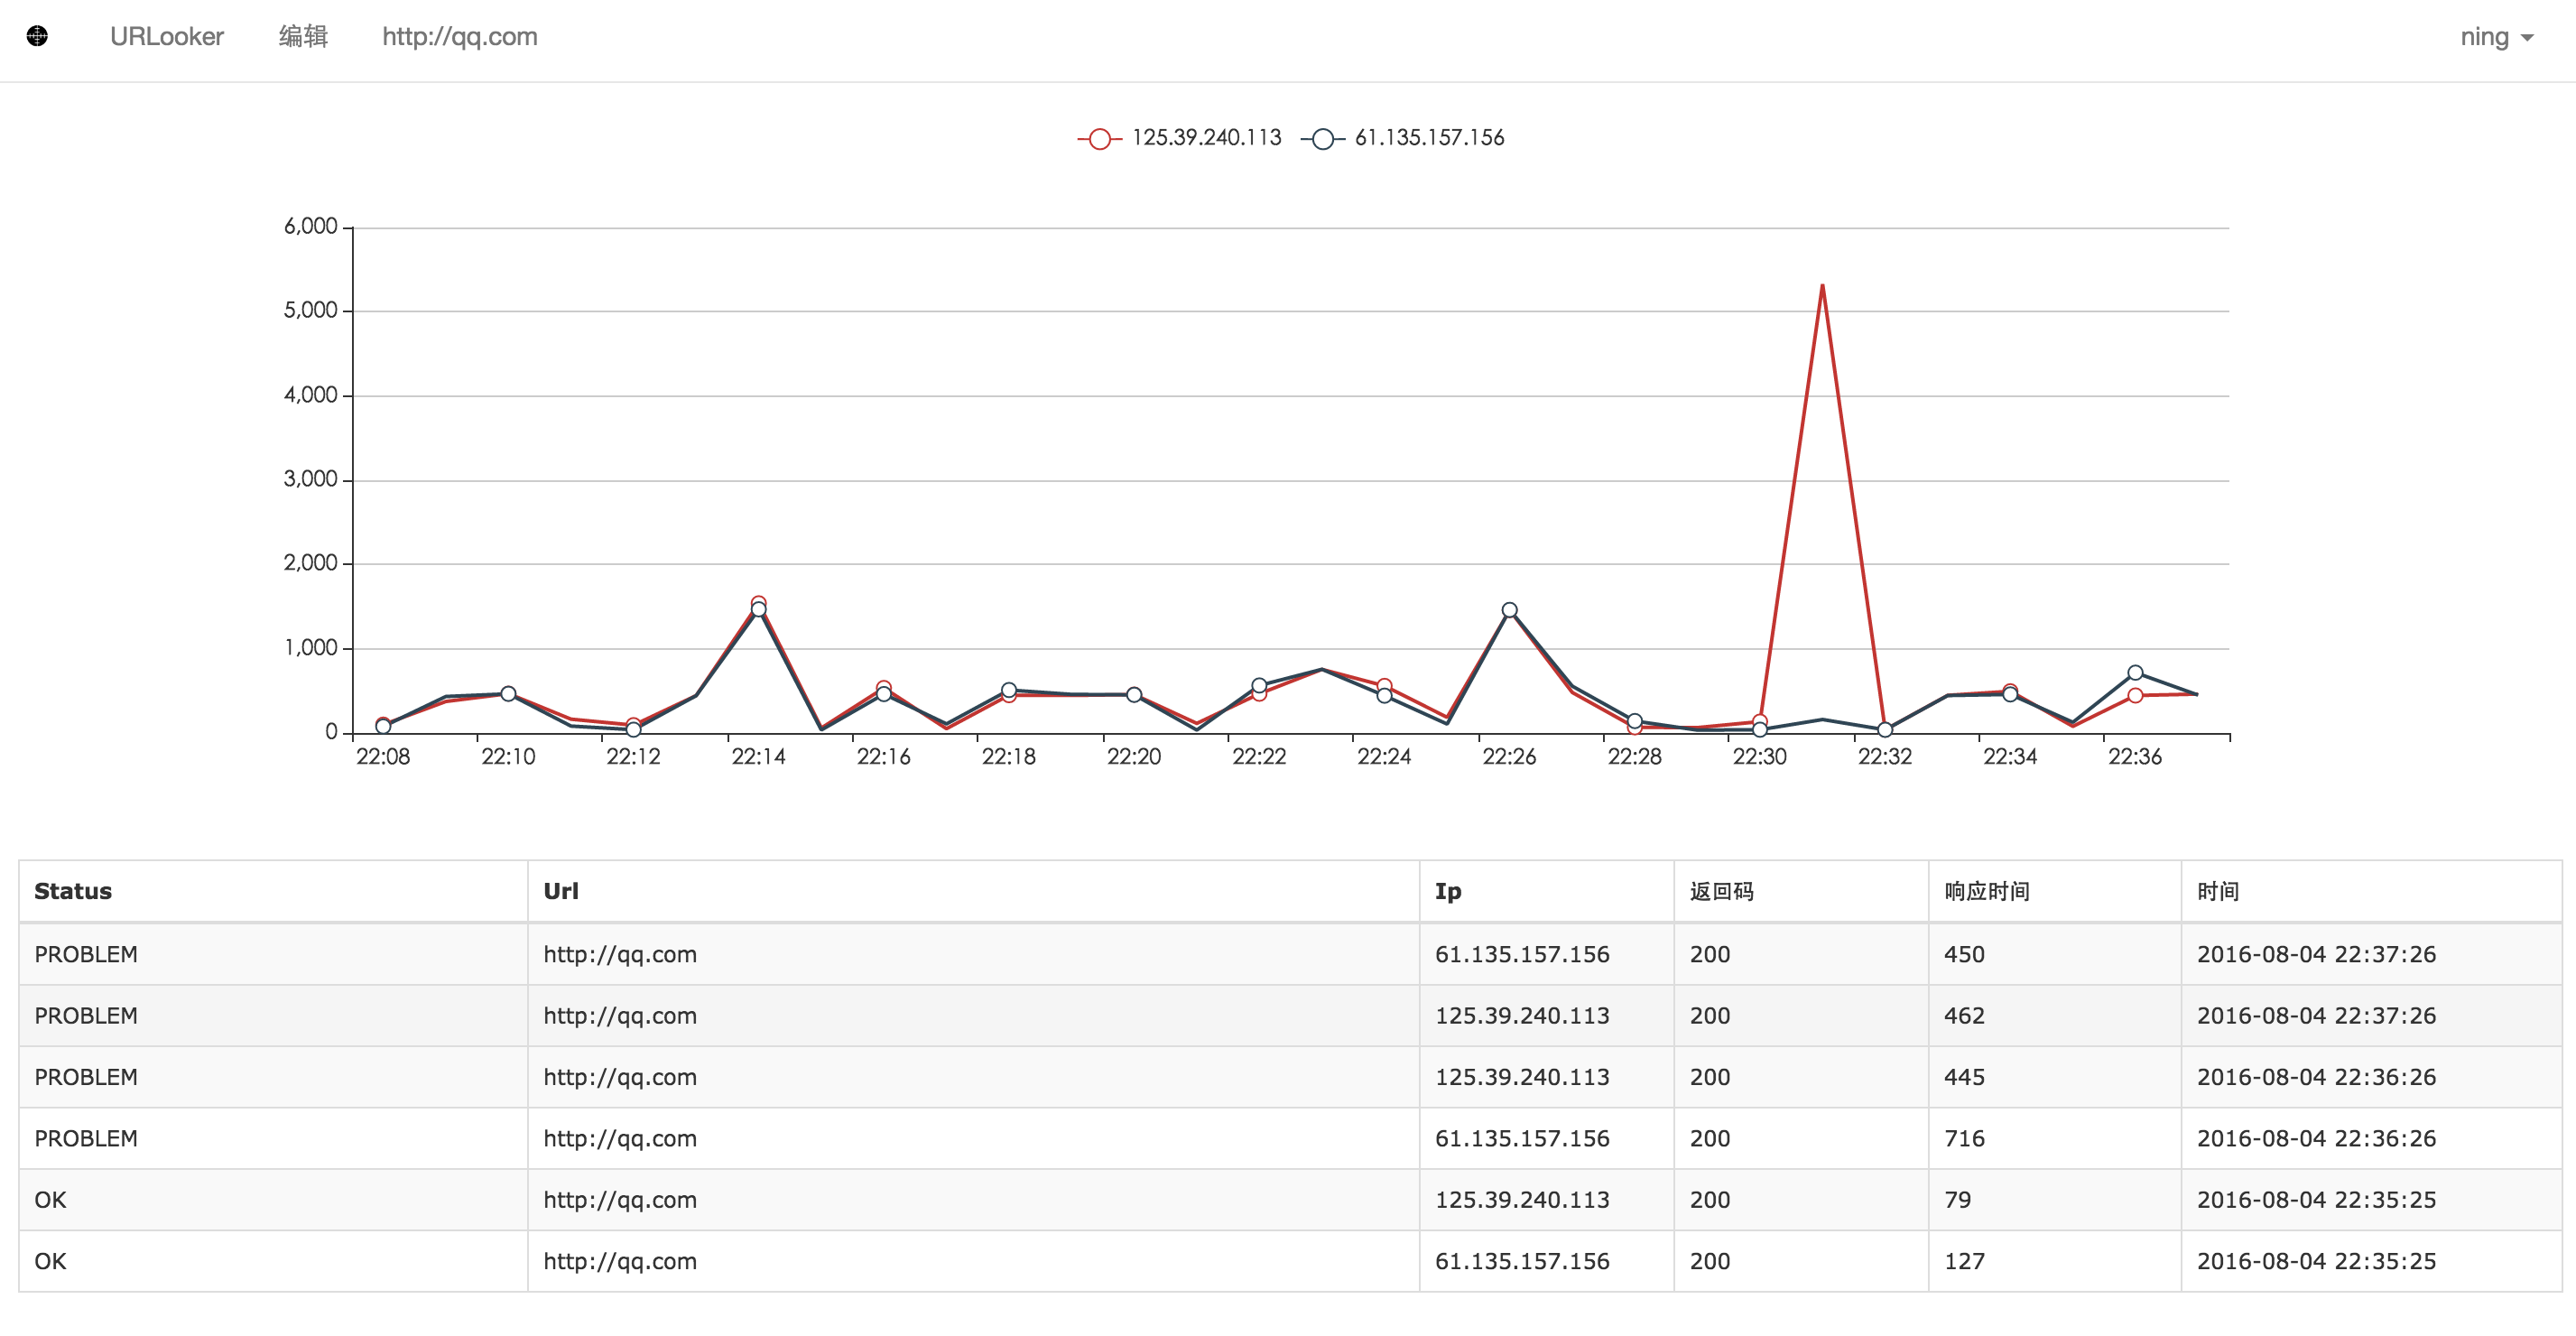 URLooker 编辑 http://qq.com ning
125.39.240.113 61.135.157.156
6,000
5,000
4,000
3,000
2,000
1,000
0
22:08 22:10 22:12 22:14 22:16 22:18 22:20 22:22 22:24 22:26 22:28 22:30 22:32 22:34 22:36
Status Url Ip 返回码 响应时间 时间
PROBLEM http://qq.com 61.135.157.156 200 450 2016-08-04 22:37:26
PROBLEM http://qq.com 125.39.240.113 200 462 2016-08-04 22:37:26
PROBLEM http://qq.com 125.39.240.113 200 445 2016-08-04 22:36:26
PROBLEM http://qq.com 61.135.157.156 200 716 2016-08-04 22:36:26
OK http://qq.com 125.39.240.113 200 79 2016-08-04 22:35:25
OK http://qq.com 61.135.157.156 200 127 2016-08-04 22:35:25